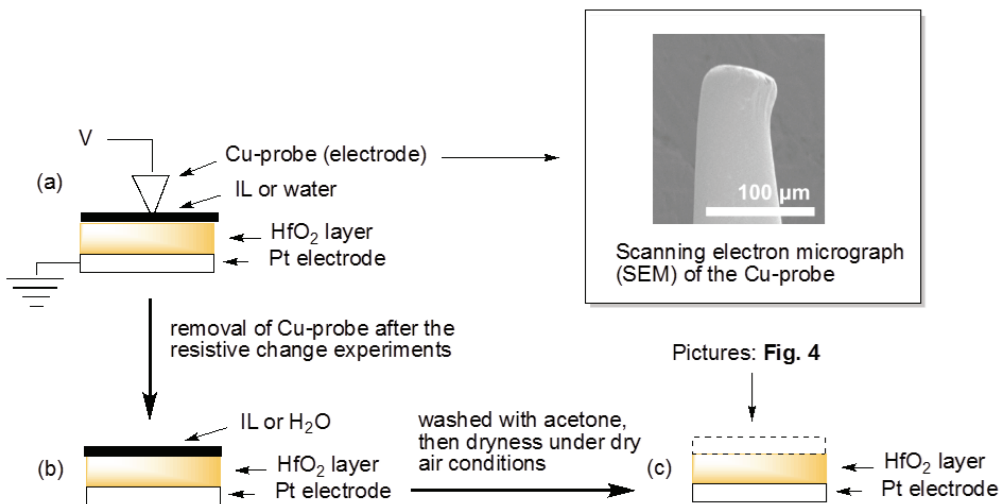 V
Cu-probe (electrode)
(a)
IL or water
HfO₂ layer
Pt electrode
100 µm
Scanning electron micrograph
(SEM) of the Cu-probe
removal of Cu-probe after the
resistive change experiments
Pictures: Fig. 4
IL or H₂O
washed with acetone,
then dryness under dry
air conditions
(b)
HfO₂ layer
Pt electrode
(c)
HfO₂ layer
Pt electrode